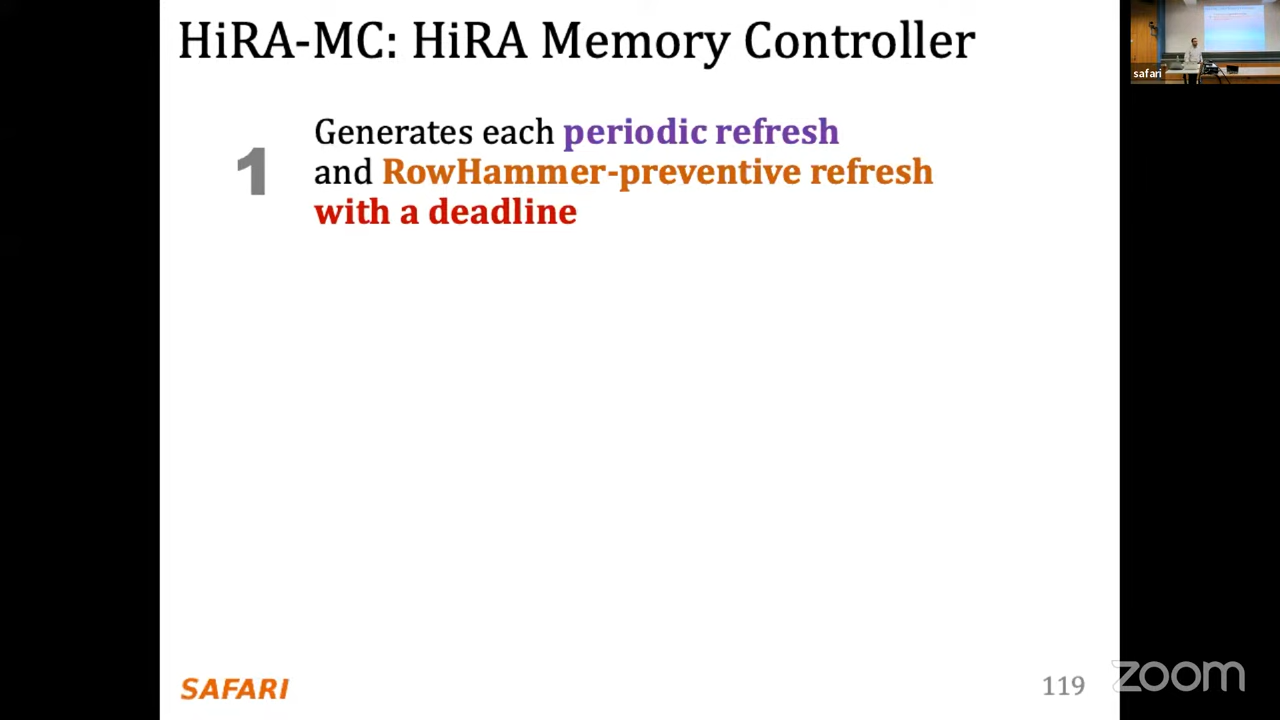 HiRA-MC: HiRA Memory Controller
safari
1
Generates each periodic refresh
and RowHammer-preventive refresh
with a deadline
SAFARI
119
zoom